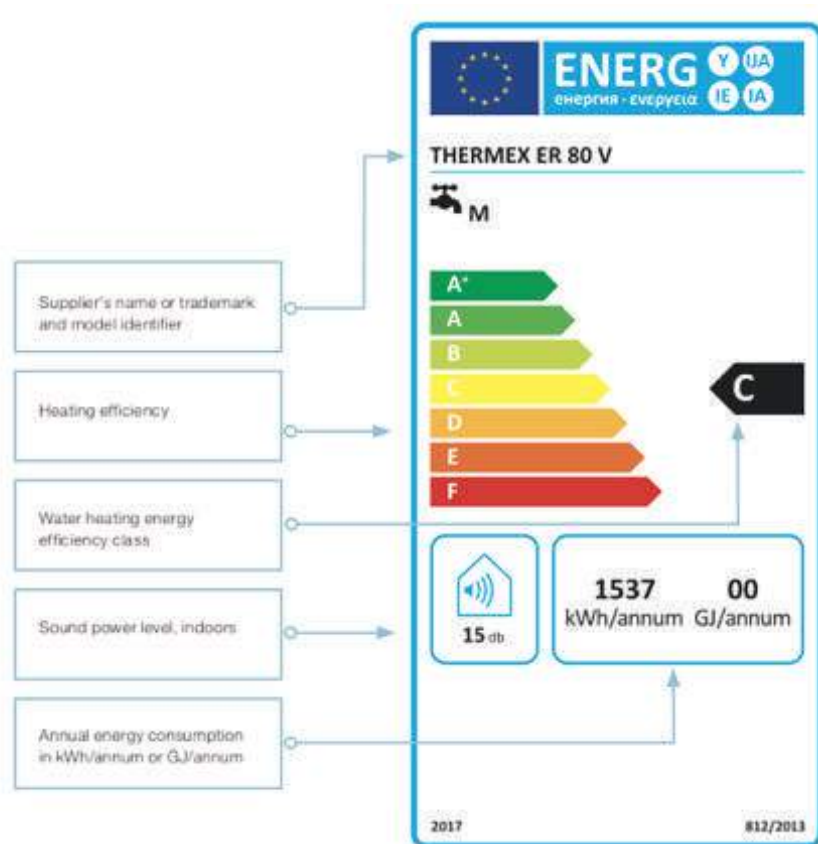 ENERG Y IJA
енергия · ενεργεια IE IA
THERMEX ER 80 V
M
Supplier's name or trademark
and model identifier
Heating efficiency
Water heating energy
efficiency class
Sound power level, indoors
Annual energy consumption
in kWh/annum or GJ/annum
A+
A
B
C
D
E
F
C
15 db
1537 00
kWh/annum GJ/annum
2017 812/2013